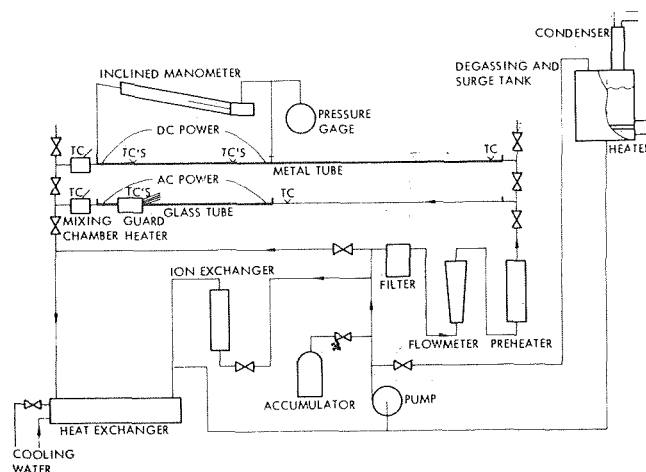 CONDENSER
DEGASSING AND
SURGE TANK
INCLINED MANOMETER
PRESSURE
GAGE
HEATER
TC
DC POWER
TC'S
TC'S
TC
METAL TUBE
TC
TC'S
AC POWER
TC
MIXING
CHAMBER
GUARD
HEATER
GLASS TUBE
ION EXCHANGER
FILTER
FLOWMETER
PREHEATER
ACCUMULATOR
PUMP
HEAT EXCHANGER
COOLING
WATER